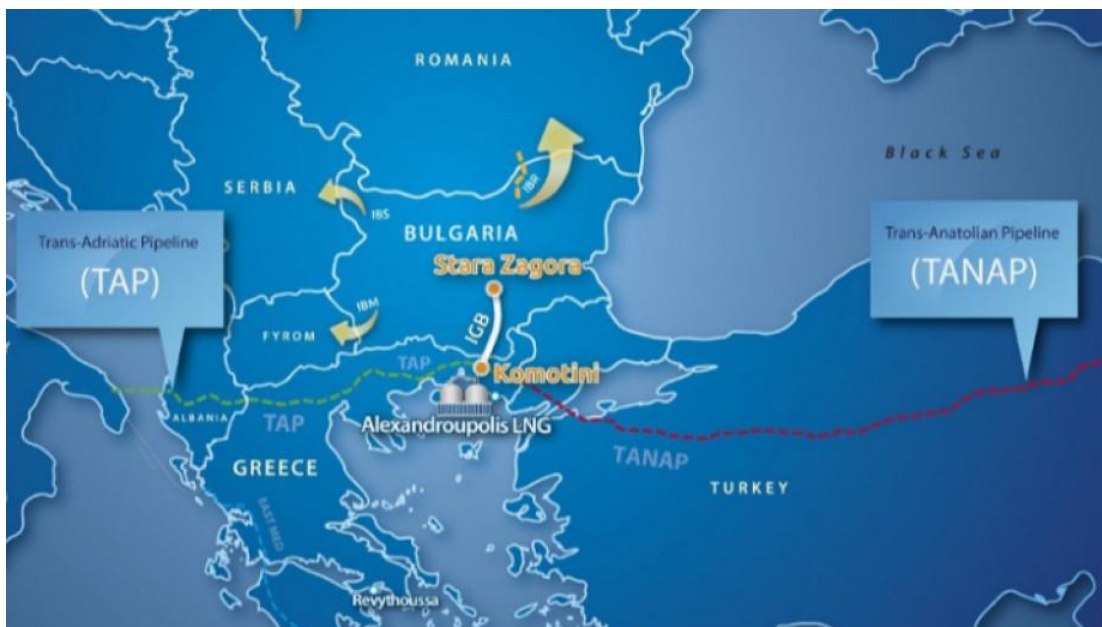 ROMANIA
Black Sea
SERBIA
IBR
IBS
BULGARIA
Trans-Adriatic Pipeline
(TAP)
Trans-Anatolian Pipeline
(TANAP)
Stara Zagora
IBM
IGB
FYROM
TAP
Komotini
ALBANIA
TAP
Alexandroupolis LNG
TANAP
GREECE
TURKEY
EAST MED
Revythoussa